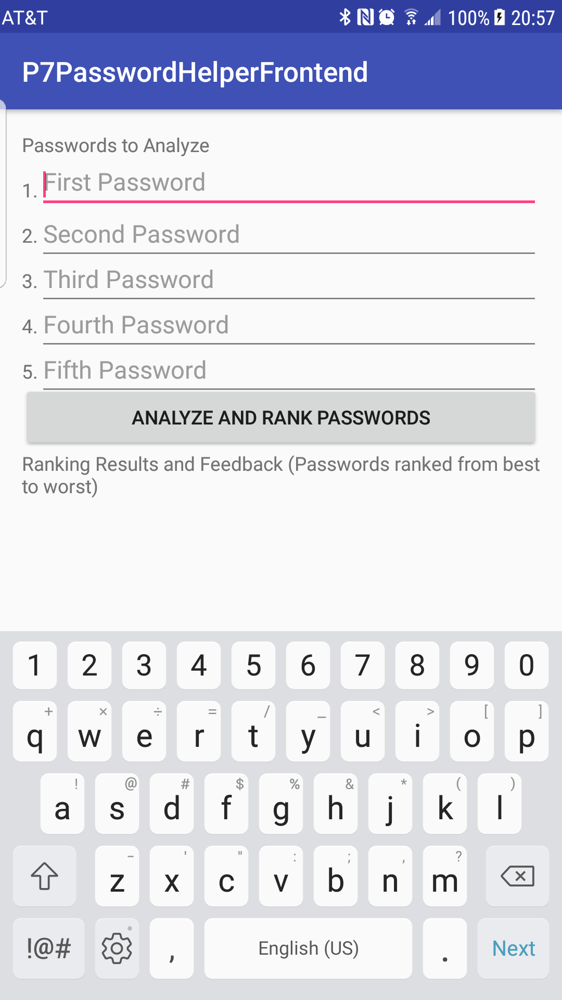 AT&T 100% 20:57
P7PasswordHelperFrontend
Passwords to Analyze
1. First Password
2. Second Password
3. Third Password
4. Fourth Password
5. Fifth Password
ANALYZE AND RANK PASSWORDS
Ranking Results and Feedback (Passwords ranked from best
to worst)
1 2 3 4 5 6 7 8 9 0
+ × ÷ = / _ < > [ ]
q w e r t y u i o p
! @ # $ % & * ( )
a s d f g h j k l
- ' " : ; , ?
z x c v b n m
!@# , English (US) . Next